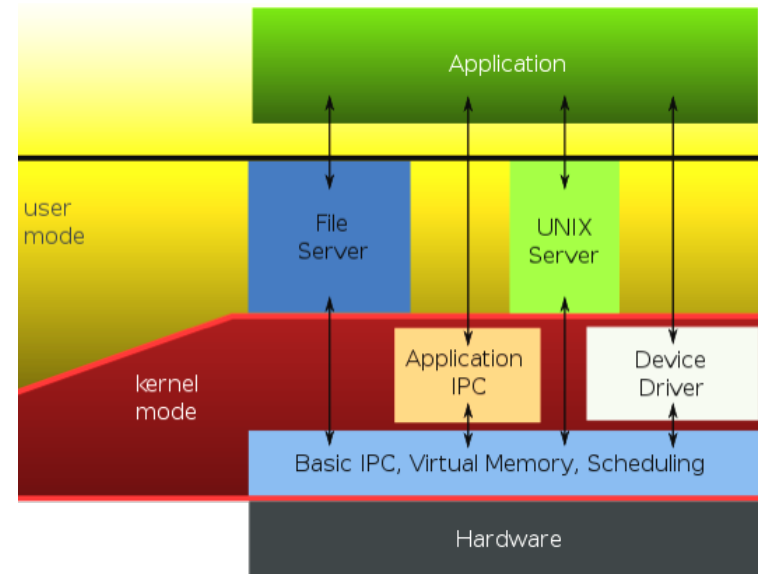 Application
user
mode
File
Server
UNIX
Server
kernel
mode
Application
IPC
Device
Driver
Basic IPC, Virtual Memory, Scheduling
Hardware